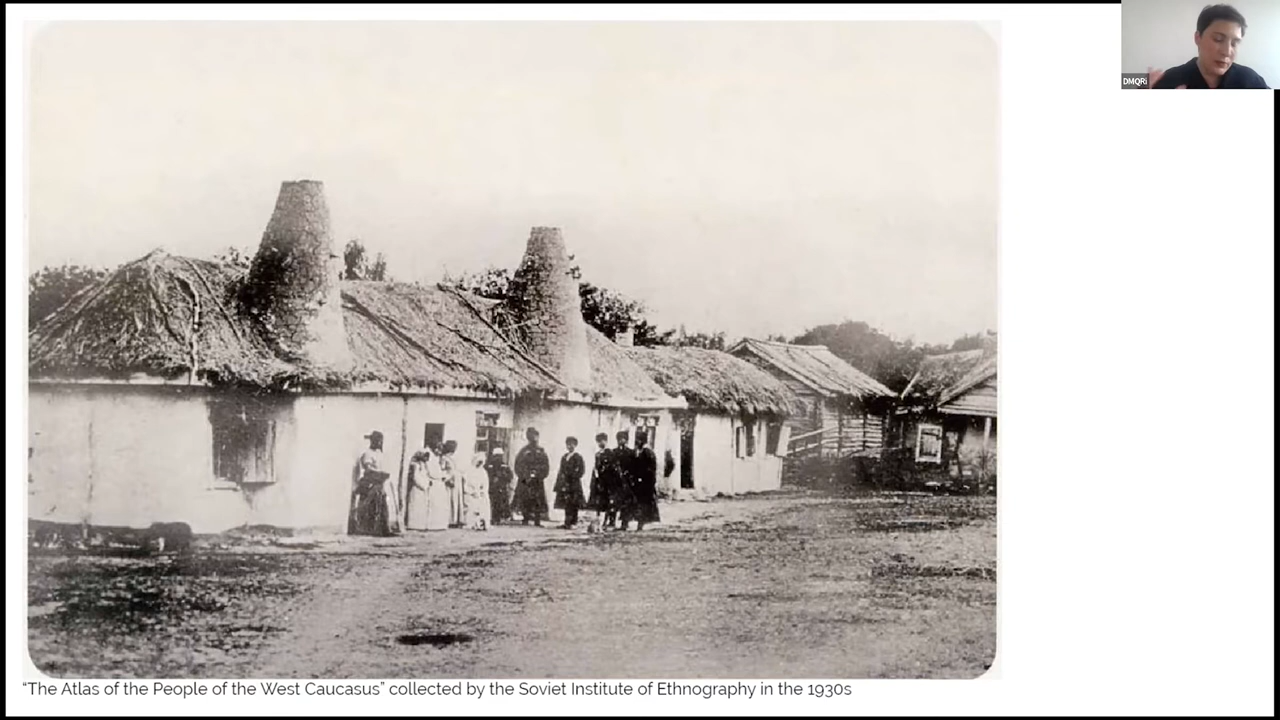 DMQRi
“The Atlas of the People of the West Caucasus” collected by the Soviet Institute of Ethnography in the 1930s